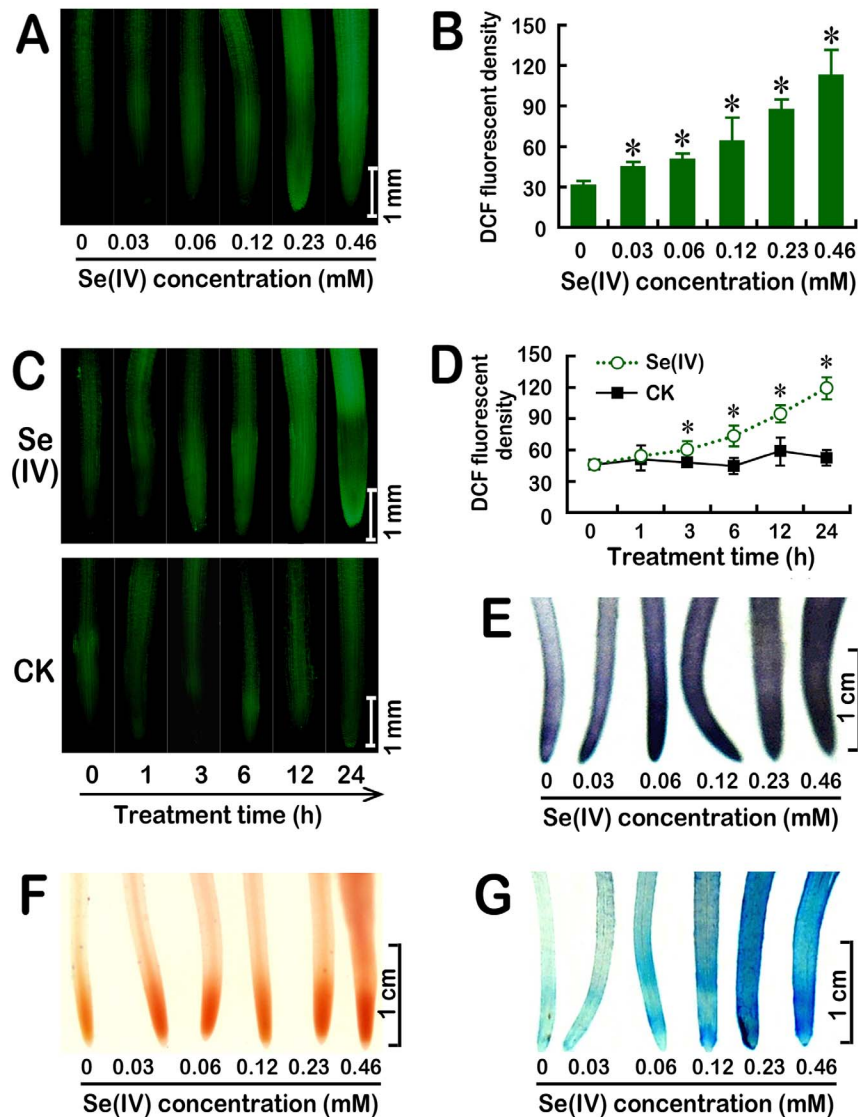 A
1 mm
0 0.03 0.06 0.12 0.23 0.46
Se(IV) concentration (mM)
B
DCF fluorescent density
150
120
90
60
30
0
* * * * *
0 0.03 0.06 0.12 0.23 0.46
Se(IV) concentration (mM)
C
Se
(IV)
1 mm
CK
1 mm
0 1 3 6 12 24
Treatment time (h)
D
DCF fluorescent
density
150
120
90
60
30
0
Se(IV)
CK
* * * *
0 1 3 6 12 24
Treatment time (h)
E
1 cm
0 0.03 0.06 0.12 0.23 0.46
Se(IV) concentration (mM)
F
1 cm
0 0.03 0.06 0.12 0.23 0.46
Se(IV) concentration (mM)
G
1 cm
0 0.03 0.06 0.12 0.23 0.46
Se(IV) concentration (mM)